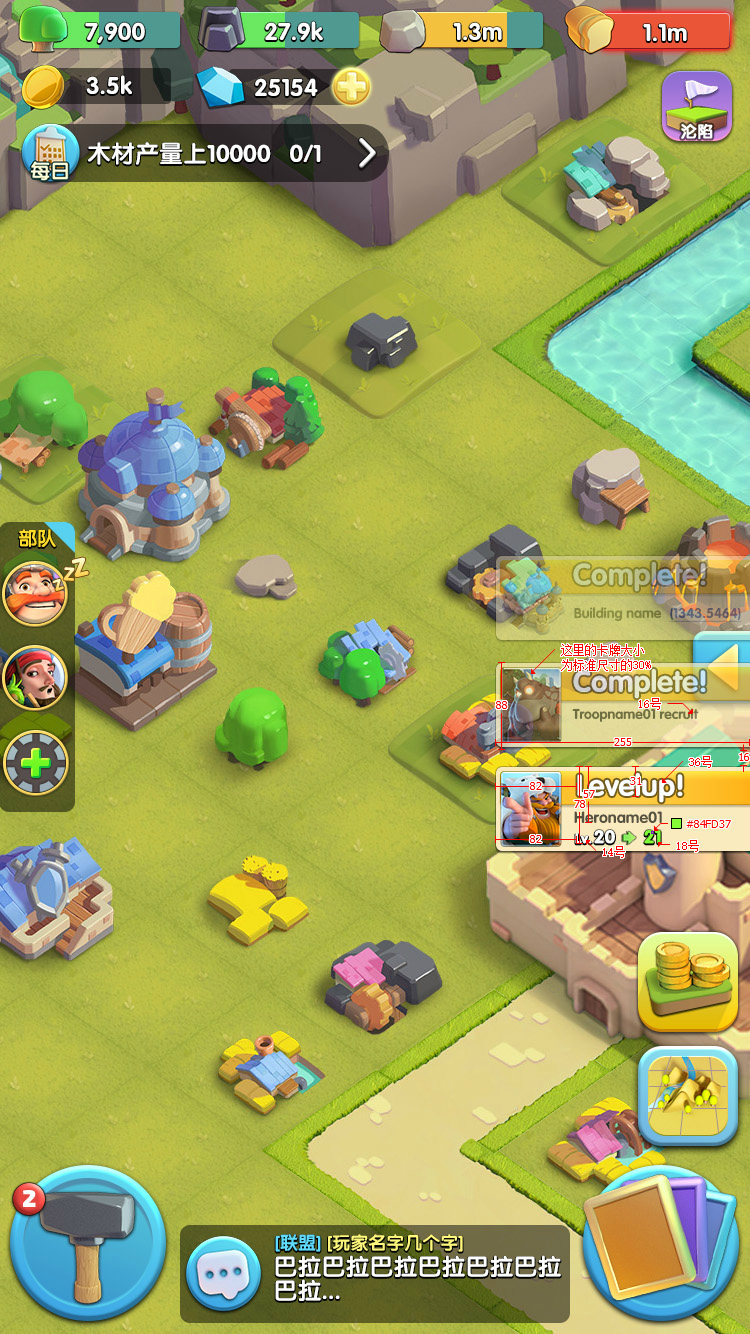 7,900
27.9k
1.3m
1.1m
3.5k
25154
沦陷
每日
木材产量上10000 0/1
部队
zZZ
Complete!
Building name (1343.5464)
这里的卡牌大小
为标准尺寸的30%
Complete!
88
16号
Troopname01 recruit
255
16
36号
Levelup!
31
82
57
78
Heroname01
#84FD37
Lv.20 21
82
14号
18号
2
[联盟] [玩家名字几个字]
巴拉巴拉巴拉巴拉巴拉巴拉
巴拉...